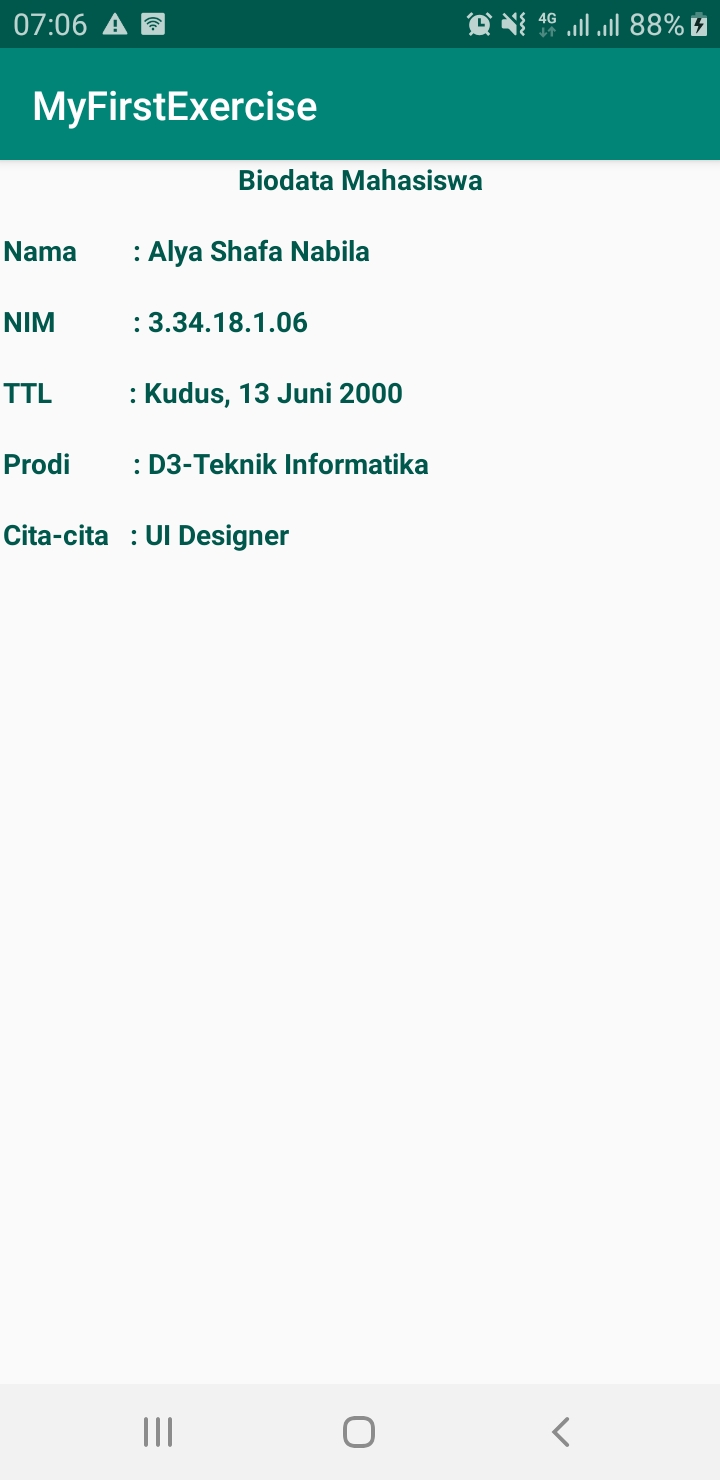 07:06 4G 88%
MyFirstExercise
Biodata Mahasiswa
Nama : Alya Shafa Nabila
NIM : 3.34.18.1.06
TTL : Kudus, 13 Juni 2000
Prodi : D3-Teknik Informatika
Cita-cita : UI Designer